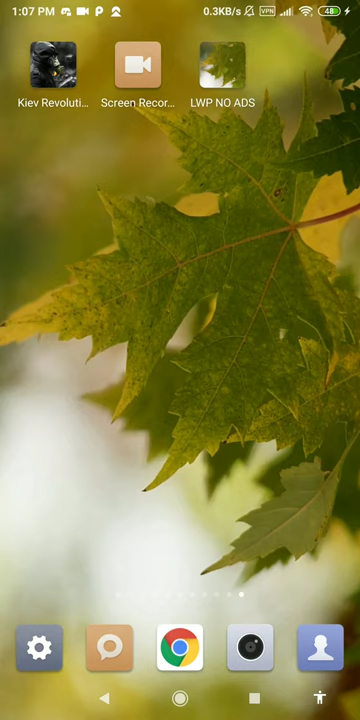 1:07 PM P 0.3KB/s VPN 48
Kiev Revoluti... Screen Recor... LWP NO ADS